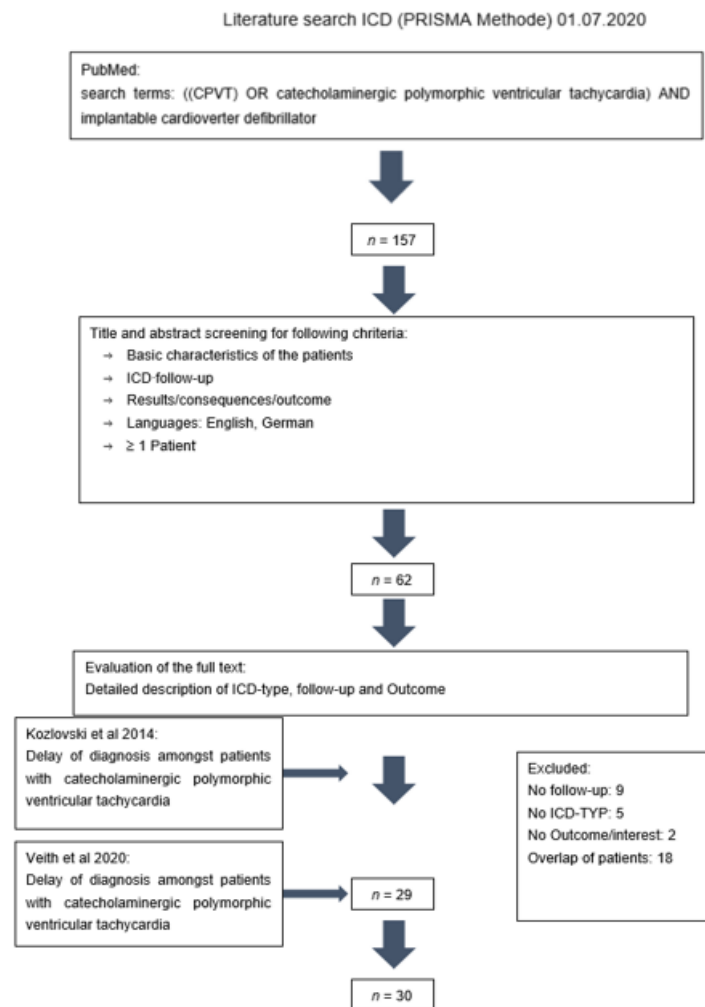 Literature search ICD (PRISMA Methode) 01.07.2020
PubMed:
search terms: ((CPVT) OR catecholaminergic polymorphic ventricular tachycardia) AND
implantable cardioverter defibrillator
n = 157
Title and abstract screening for following chriteria:
→ Basic characteristics of the patients
→ ICD-follow-up
→ Results/consequences/outcome
→ Languages: English, German
→ ≥ 1 Patient
n = 62
Evaluation of the full text:
Detailed description of ICD-type, follow-up and Outcome
Kozlovski et al 2014:
Delay of diagnosis amongst patients
with catecholaminergic polymorphic
ventricular tachycardia
Excluded:
No follow-up: 9
No ICD-TYP: 5
No Outcome/interest: 2
Overlap of patients: 18
Veith et al 2020:
Delay of diagnosis amongst patients
with catecholaminergic polymorphic
ventricular tachycardia
n = 29
n = 30